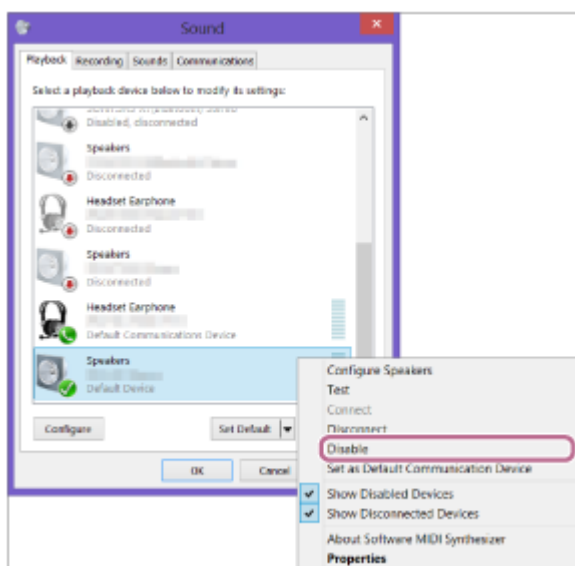 Sound
Playback Recording Sounds Communications
Select a playback device below to modify its settings:
Disabled, disconnected
Speakers
Disconnected
Headset Earphone
Disconnected
Speakers
Disconnected
Headset Earphone
Default Communications Device
Speakers
Default Device
Configure Set Default
OK Cancel
Configure Speakers
Test
Connect
Disconnect
Disable
Set as Default Communication Device
Show Disabled Devices
Show Disconnected Devices
About Software MIDI Synthesizer
Properties